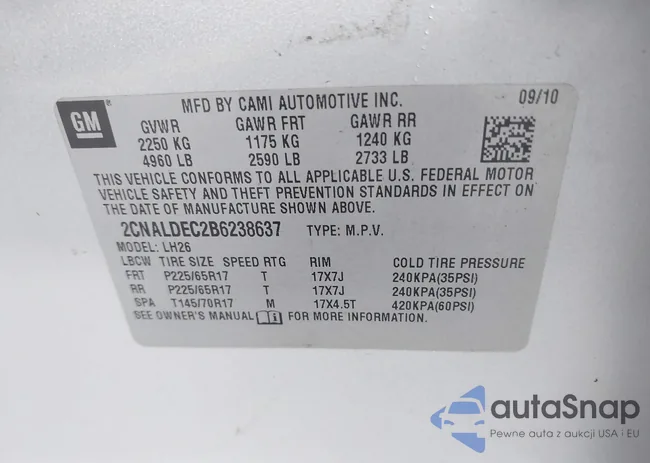 GM
MFD BY CAMI AUTOMOTIVE INC. 09/10
GVWR GAWR FRT GAWR RR
2250 KG 1175 KG 1240 KG
4960 LB 2590 LB 2733 LB
THIS VEHICLE CONFORMS TO ALL APPLICABLE U.S. FEDERAL MOTOR
VEHICLE SAFETY AND THEFT PREVENTION STANDARDS IN EFFECT ON
THE DATE OF MANUFACTURE SHOWN ABOVE.
2CNALDEC2B6238637 TYPE: M.P.V.
MODEL: LH26
LBCW TIRE SIZE SPEED RTG RIM COLD TIRE PRESSURE
FRT P225/65R17 T 17X7J 240KPA(35PSI)
RR P225/65R17 T 17X7J 240KPA(35PSI)
SPA T145/70R17 M 17X4.5T 420KPA(60PSI)
SEE OWNER'S MANUAL FOR MORE INFORMATION.
autaSnap
Pewne auta z aukcji USA i EU